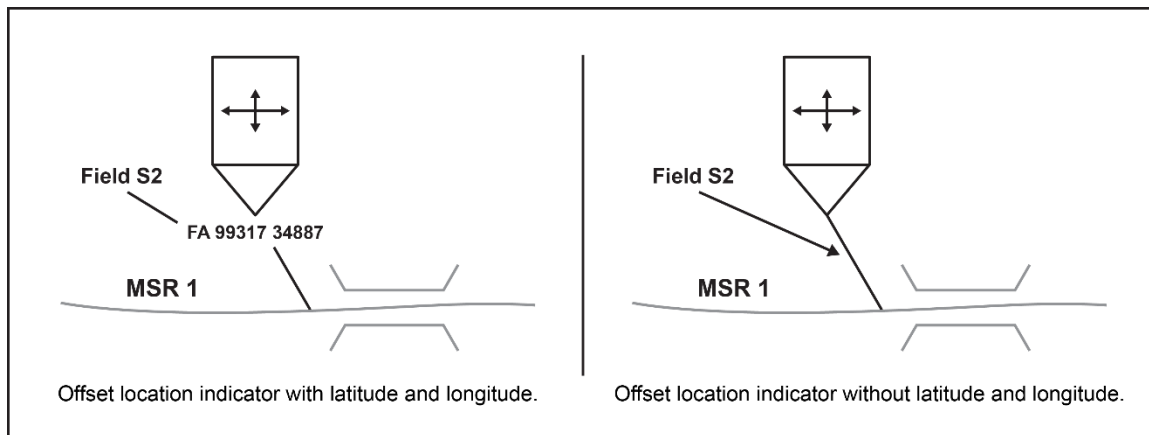 Field S2
FA 99317 34887
MSR 1
Offset location indicator with latitude and longitude.
Field S2
MSR 1
Offset location indicator without latitude and longitude.